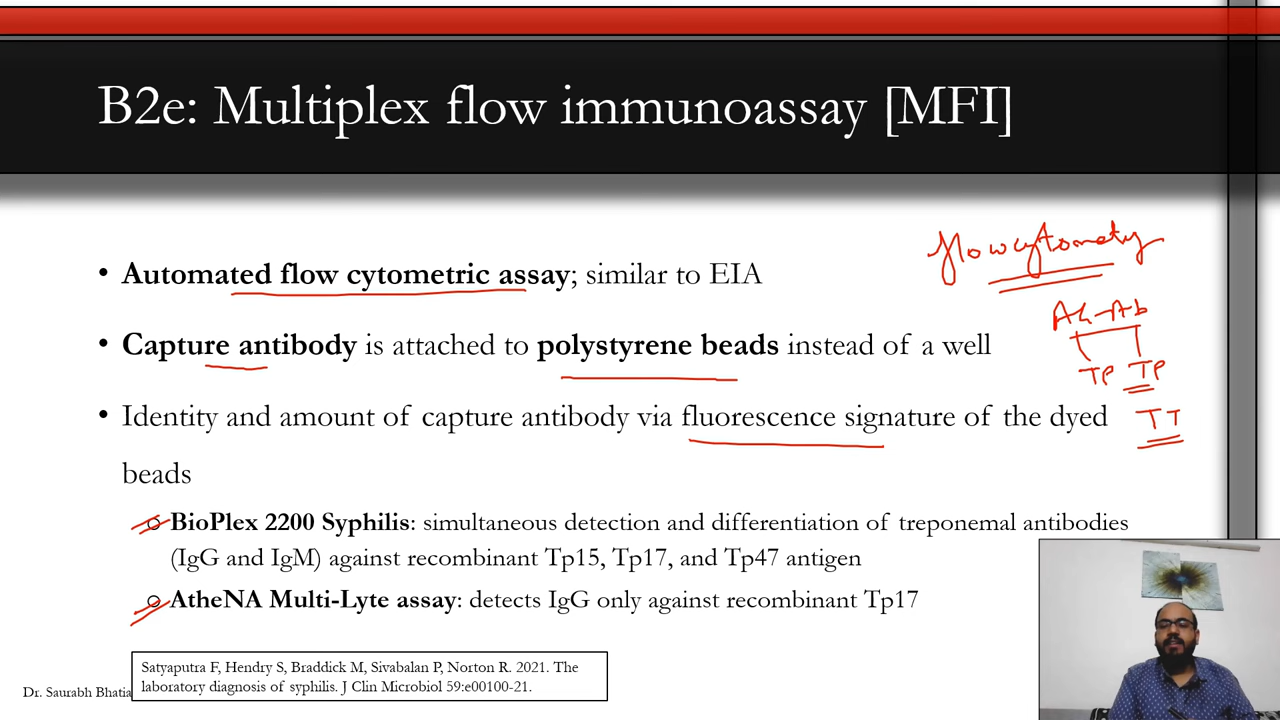 B2e: Multiplex flow immunoassay [MFI]
flowcytometry
• Automated flow cytometric assay; similar to EIA
Ag-Ab
• Capture antibody is attached to polystyrene beads instead of a well
TP TP
• Identity and amount of capture antibody via fluorescence signature of the dyed
TT
beads
o BioPlex 2200 Syphilis: simultaneous detection and differentiation of treponemal antibodies
(IgG and IgM) against recombinant Tp15, Tp17, and Tp47 antigen
o AtheNA Multi-Lyte assay: detects IgG only against recombinant Tp17
Satyaputra F, Hendry S, Braddick M, Sivabalan P, Norton R. 2021. The
laboratory diagnosis of syphilis. J Clin Microbiol 59:e00100-21.
Dr. Saurabh Bhatia